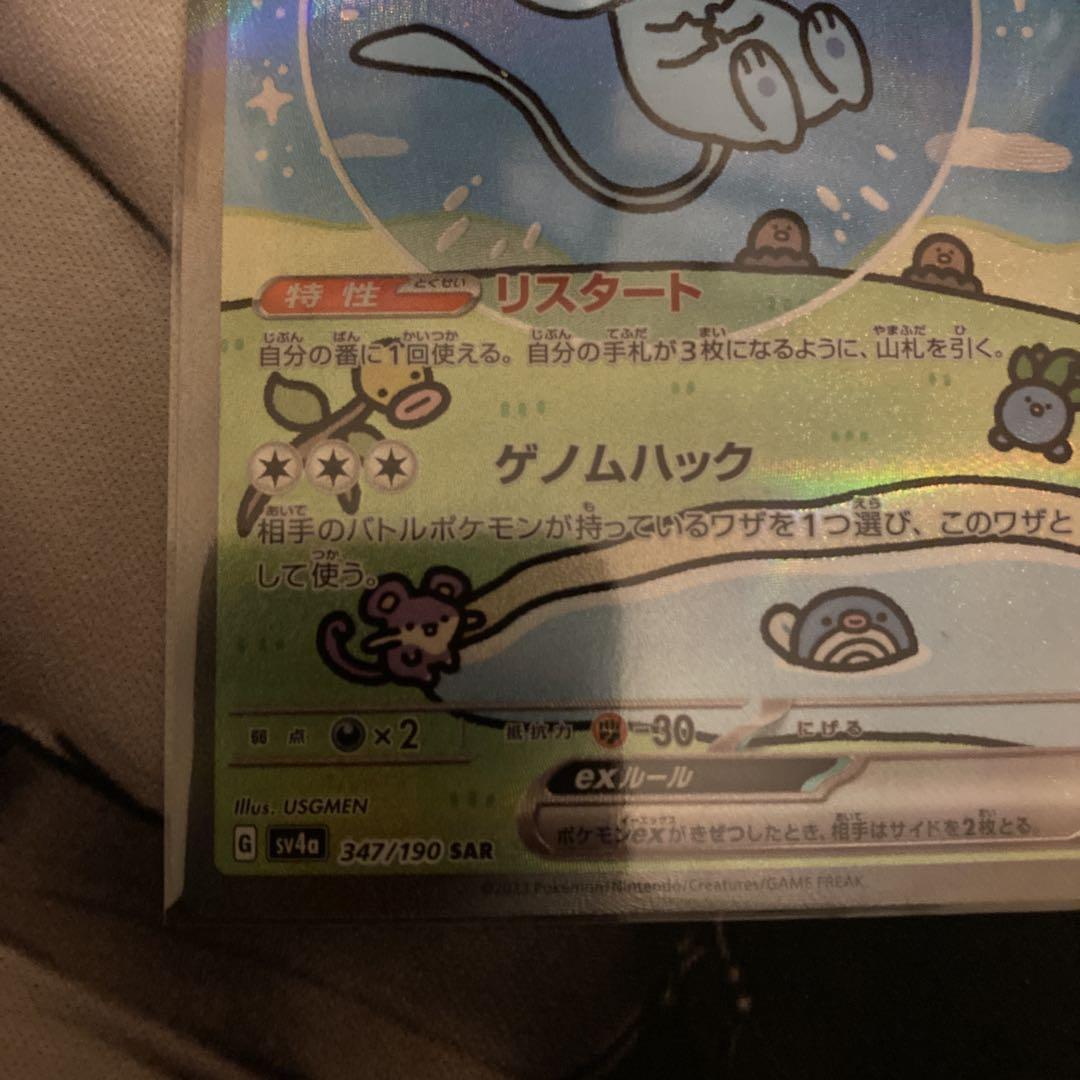 特性 とくせい リスタート
自分の番に1回使える。自分の手札が3枚になるように、山札を引く。
ゲノムハック
相手のバトルポケモンが持っているワザを1つ選び、このワザと
して使う。
弱点 ×2 抵抗力 -30 にげる
exルール
ポケモンexがきぜつしたとき、相手はサイドを2枚とる。
Illus. USGMEN
G sv4a 347/190 SAR
©2023 Pokémon/Nintendo/Creatures/GAME FREAK.